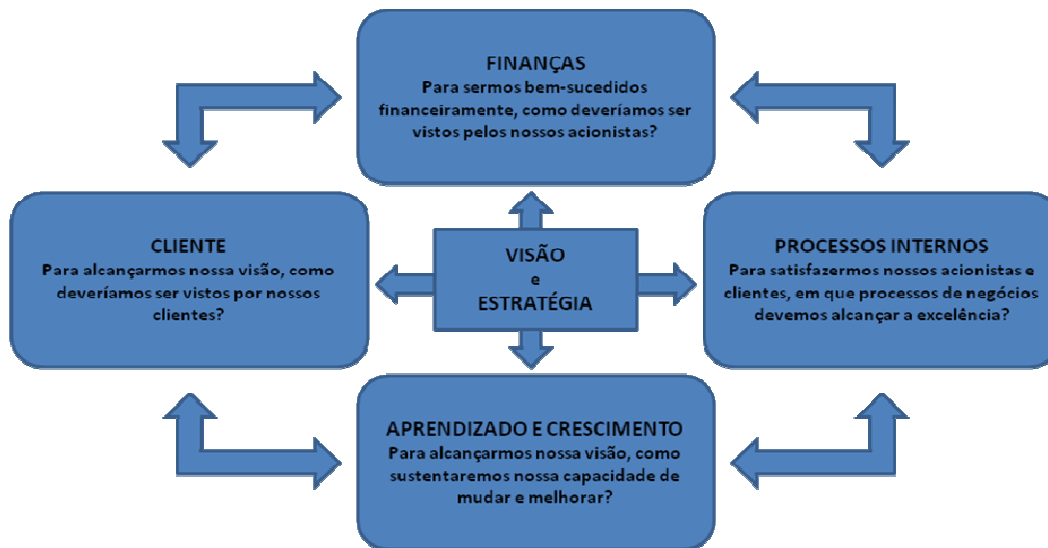 FINANÇAS
Para sermos bem-sucedidos
financeiramente, como deveríamos ser
vistos pelos nossos acionistas?
CLIENTE
Para alcançarmos nossa visão, como
deveríamos ser vistos por nossos
clientes?
VISÃO
e
ESTRATÉGIA
PROCESSOS INTERNOS
Para satisfazermos nossos acionistas e
clientes, em que processos de negócios
devemos alcançar a excelência?
APRENDIZADO E CRESCIMENTO
Para alcançarmos nossa visão, como
sustentaremos nossa capacidade de
mudar e melhorar?